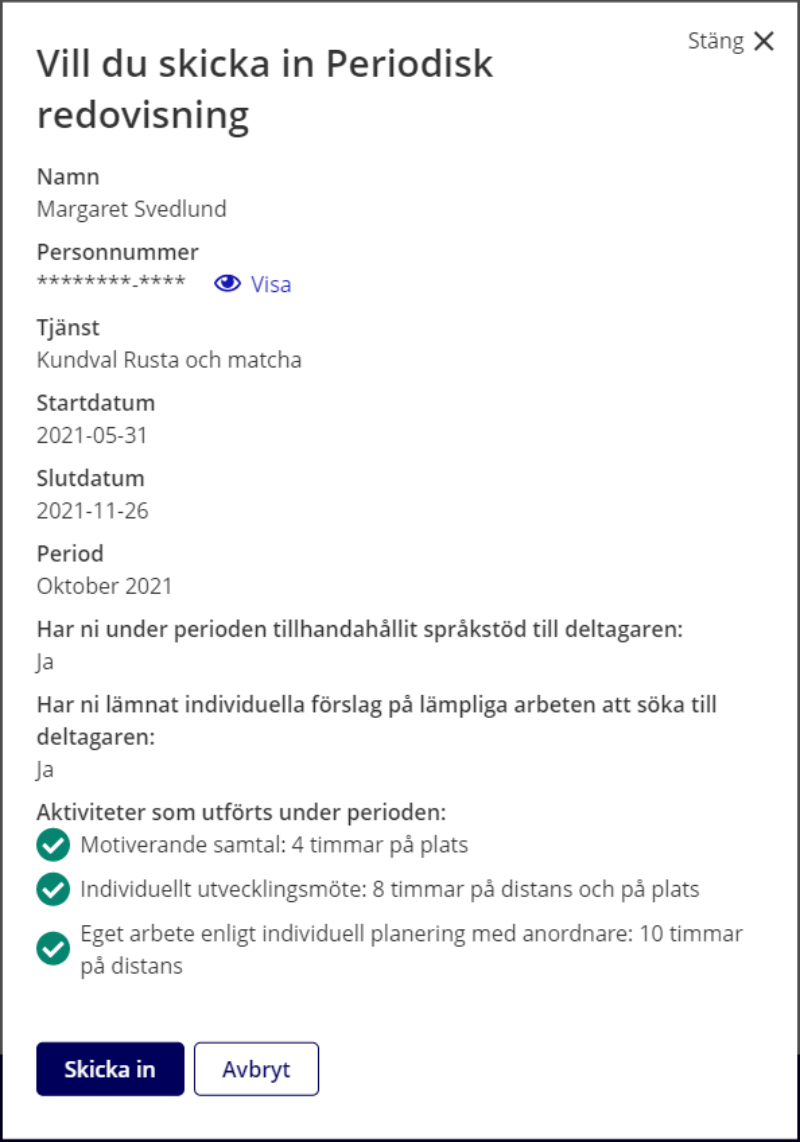 Stäng
Vill du skicka in Periodisk
redovisning
Namn
Margaret Svedlund
Personnummer
********-****
Visa
Tjänst
Kundval Rusta och matcha
Startdatum
2021-05-31
Slutdatum
2021-11-26
Period
Oktober 2021
Har ni under perioden tillhandahållit språkstöd till deltagaren:
Ja
Har ni lämnat individuella förslag på lämpliga arbeten att söka till
deltagaren:
Ja
Aktiviteter som utförts under perioden:
Motiverande samtal: 4 timmar på plats
Individuellt utvecklingsmöte: 8 timmar på distans och på plats
Eget arbete enligt individuell planering med anordnare: 10 timmar
på distans
Skicka in
Avbryt